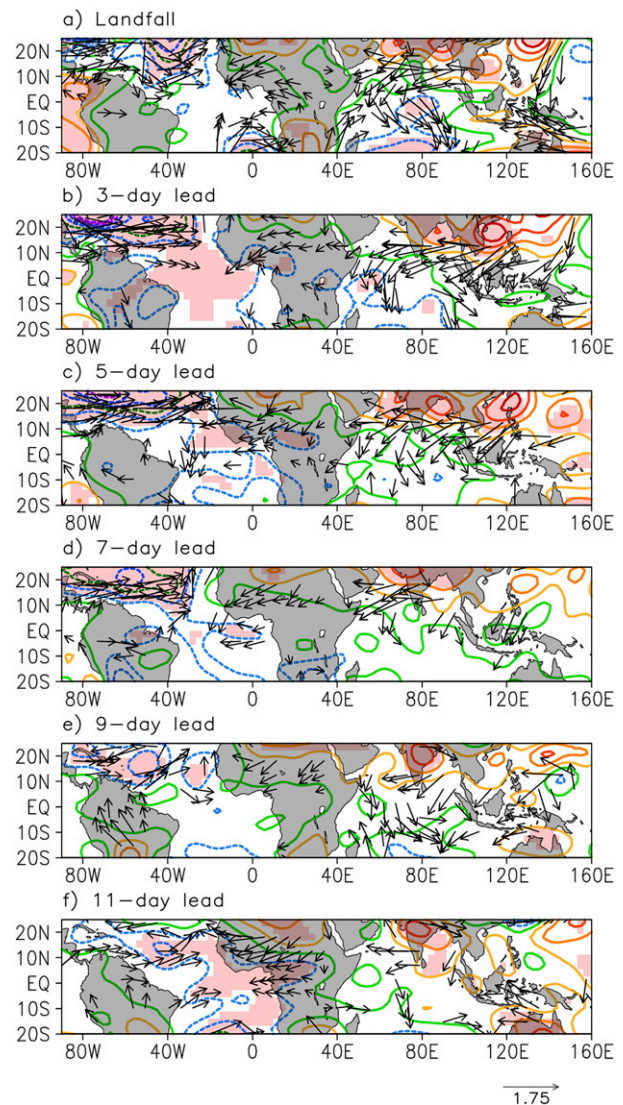 a) Landfall
20N
10N
EQ
10S
20S
80W 40W 0 40E 80E 120E 160E
b) 3-day lead
20N
10N
EQ
10S
20S
80W 40W 0 40E 80E 120E 160E
c) 5-day lead
20N
10N
EQ
10S
20S
80W 40W 0 40E 80E 120E 160E
d) 7-day lead
20N
10N
EQ
10S
20S
80W 40W 0 40E 80E 120E 160E
e) 9-day lead
20N
10N
EQ
10S
20S
80W 40W 0 40E 80E 120E 160E
f) 11-day lead
20N
10N
EQ
10S
20S
80W 40W 0 40E 80E 120E 160E
1.75